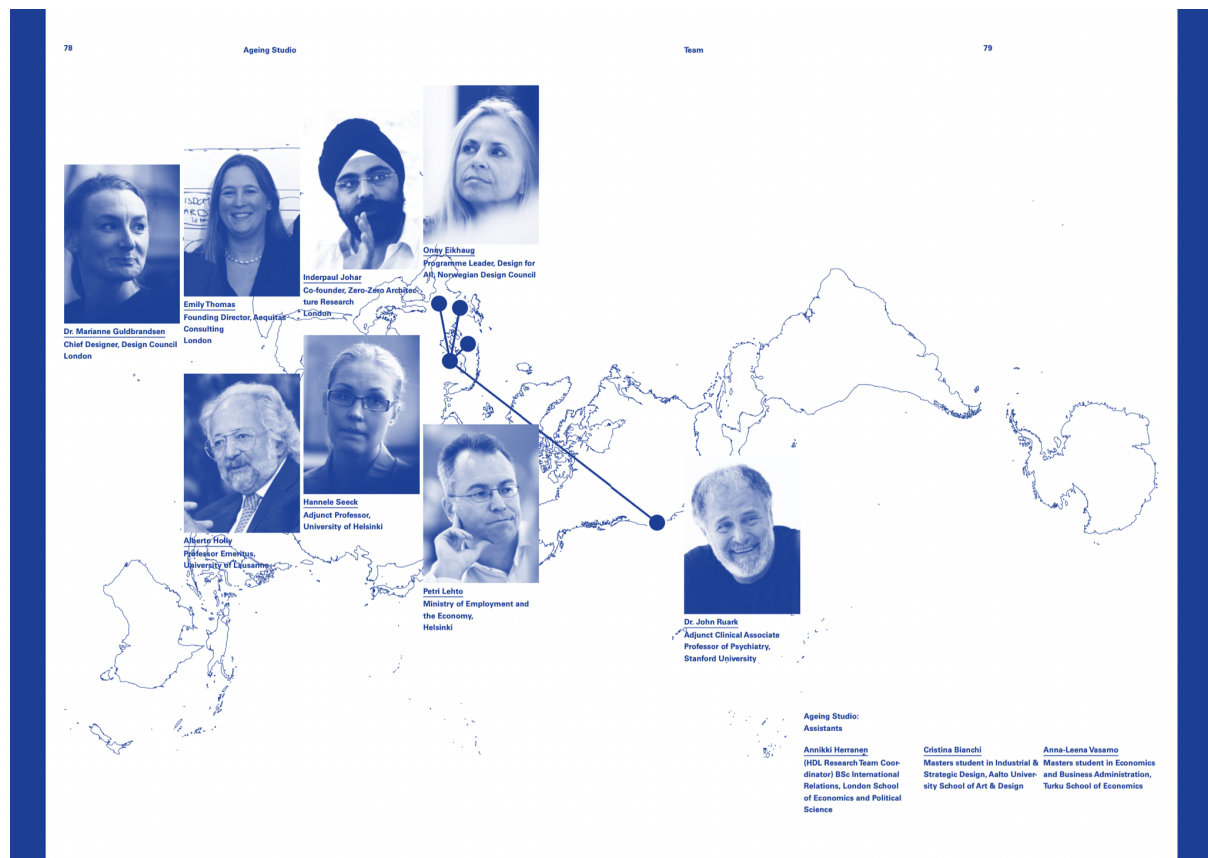 78
Ageing Studio
Team
79
Dr. Marianne Guldbrandsen
Chief Designer, Design Council
London
Emily Thomas
Founding Director, Aequitas
Consulting
London
Inderpaul Johar
Co-founder, Zero-Zero Architec-
ture Research
London
Onny Eikhaug
Programme Leader, Design for
All, Norwegian Design Council
Alberto Holly
Professor Emeritus,
University of Lausanne
Hannele Seeck
Adjunct Professor,
University of Helsinki
Petri Lehto
Ministry of Employment and
the Economy,
Helsinki
Dr. John Ruark
Adjunct Clinical Associate
Professor of Psychiatry,
Stanford University
Ageing Studio:
Assistants
Annikki Herranen
(HDL Research Team Coor-
dinator) BSc International
Relations, London School
of Economics and Political
Science
Cristina Bianchi
Masters student in Industrial &
Strategic Design, Aalto Univer-
sity School of Art & Design
Anna-Leena Vasamo
Masters student in Economics
and Business Administration,
Turku School of Economics